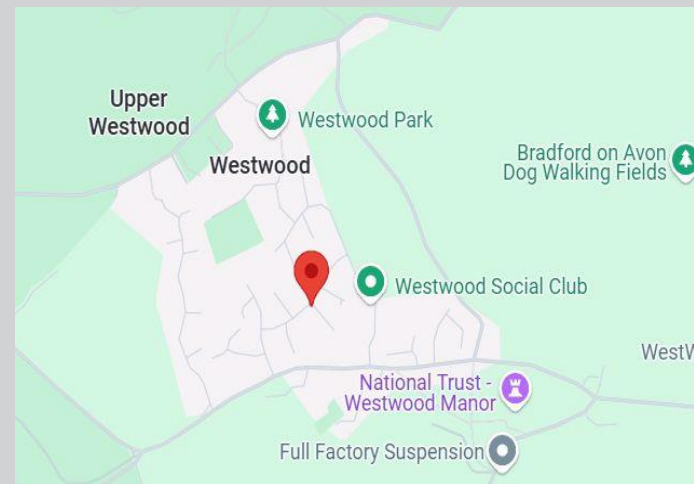 Upper
Westwood
Westwood Park
Westwood
Bradford on Avon
Dog Walking Fields
Westwood Social Club
WestW
National Trust -
Westwood Manor
Full Factory Suspension